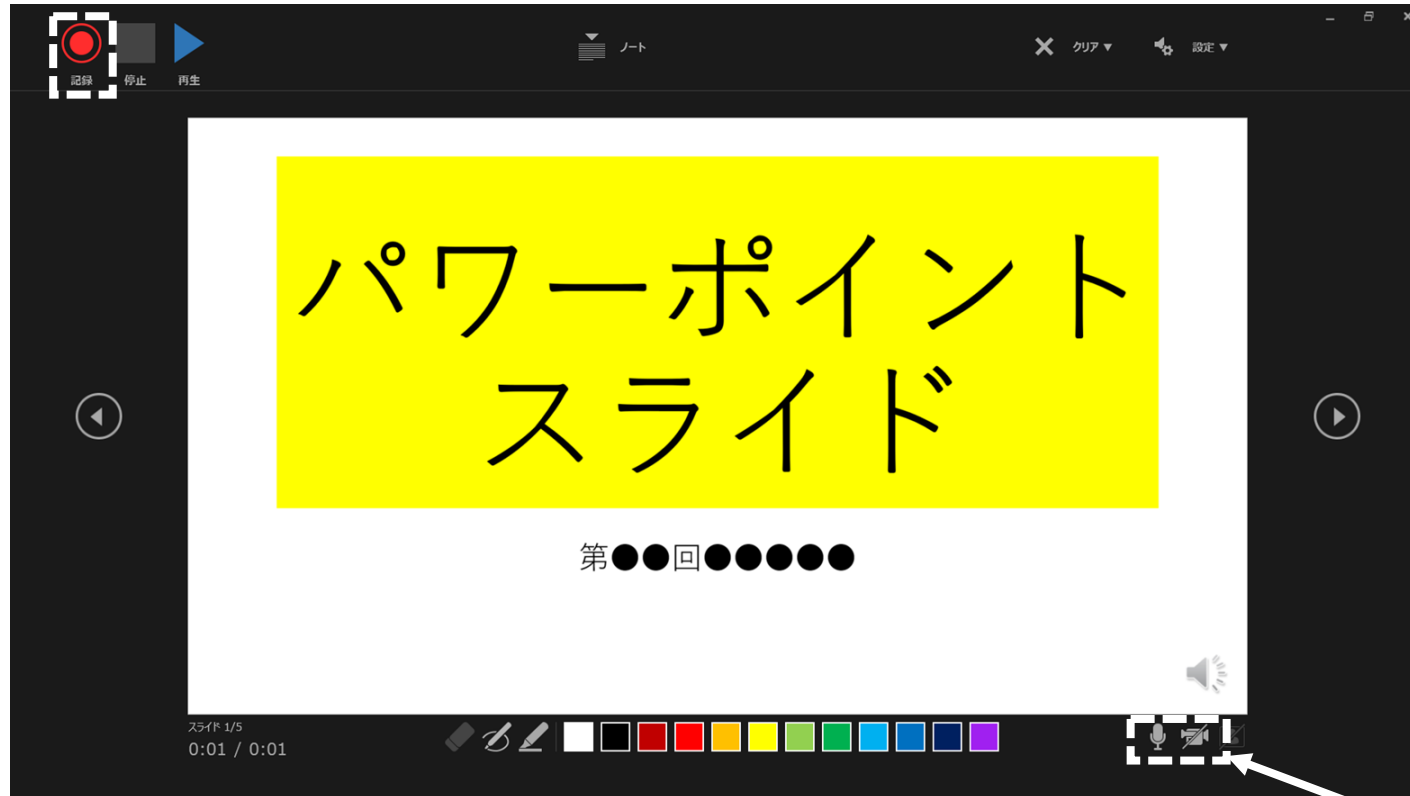 記録 停止 再生
ノート
クリア▼ 設定▼
パワーポイント
スライド
第●●回●●●●●
スライド 1/5
0:01 / 0:01